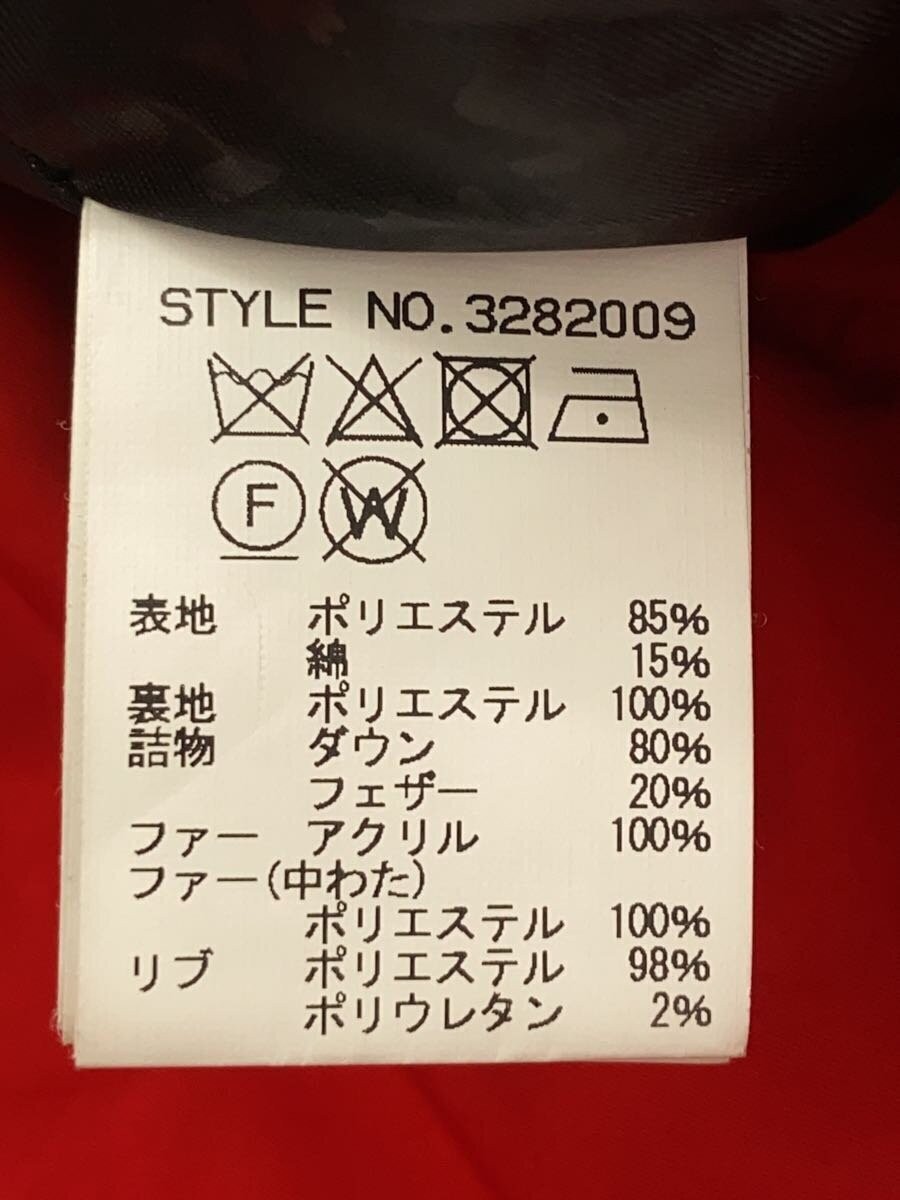 STYLE NO.3282009
F W
表地 ポリエステル 85%
綿 15%
裏地 ポリエステル 100%
詰物 ダウン 80%
フェザー 20%
ファー アクリル 100%
ファー(中わた)
ポリエステル 100%
リブ ポリエステル 98%
ポリウレタン 2%